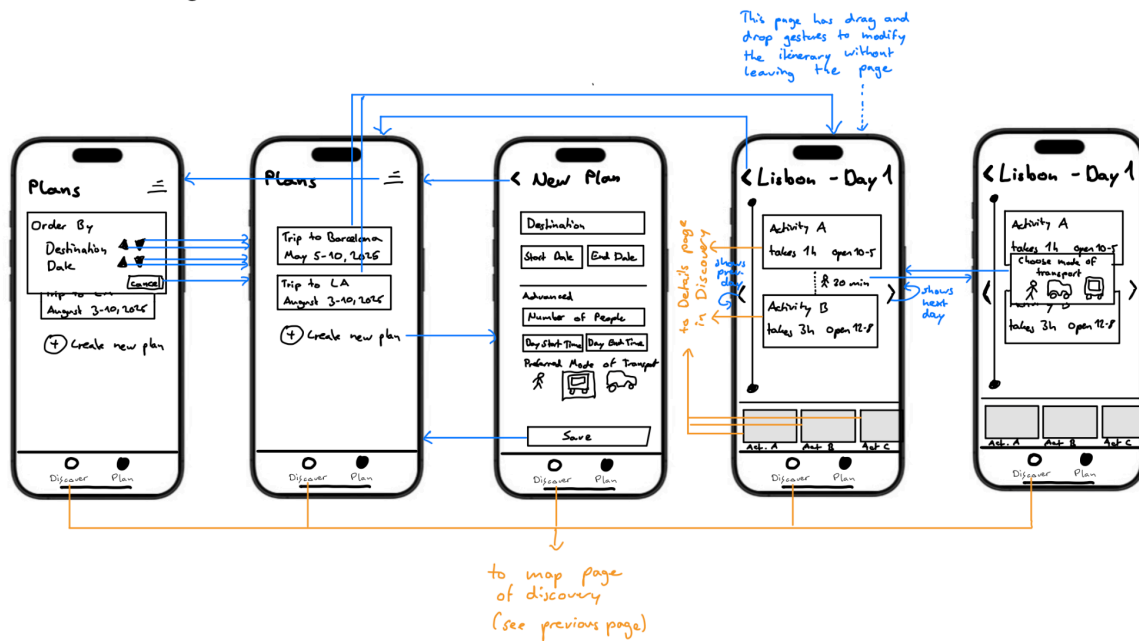 This page has drag and
drop gestures to modify
the itinerary without
leaving the page
Plans
Order By
Destination
Date
Cancel
Trip to LA
August 3-10, 2025
Create new plan
Discover
Plan
Plans
Trip to Barcelona
May 5-10, 2025
Trip to LA
August 3-10, 2025
Create new plan
Discover
Plan
< New Plan
Destination
Start Date
End Date
Advanced
Number of People
Day Start Time
Day End Time
Preferred Mode of Transport
Save
Discover
Plan
to Details page
in Discovery
shows
prev.
day
< Lisbon - Day 1
Activity A
takes 1h open 10-5
20 min
Activity B
takes 3h open 12-8
Act. A
Act B
Act C
Discover
Plan
shows
next
day
< Lisbon - Day 1
Activity A
takes 1h open 10-5
Choose mode of
transport
Activity B
takes 3h open 12-8
Act. A
Act B
Act C
Discover
Plan
to map page
of discovery
(see previous page)